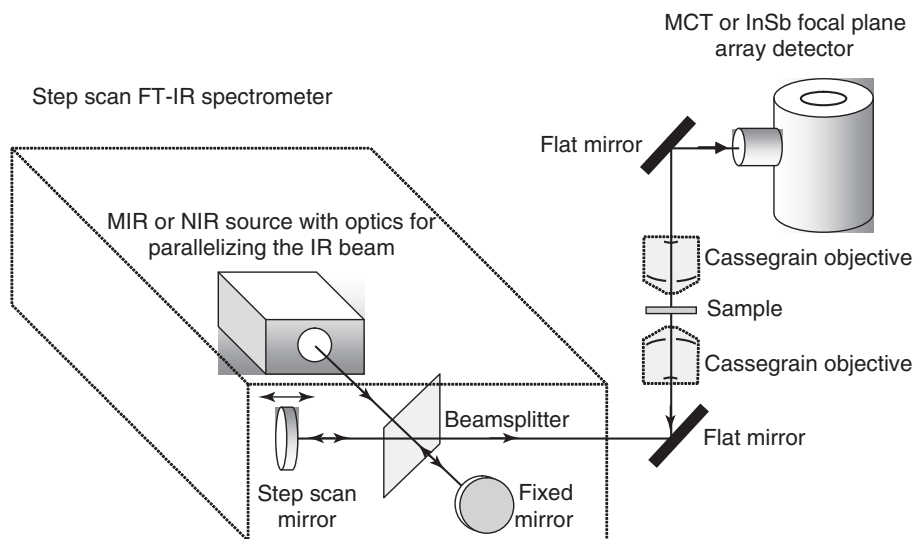 MCT or InSb focal plane
array detector
Step scan FT-IR spectrometer
Flat mirror
MIR or NIR source with optics for
parallelizing the IR beam
Cassegrain objective
Sample
Cassegrain objective
Beamsplitter
Flat mirror
Step scan
mirror
Fixed
mirror